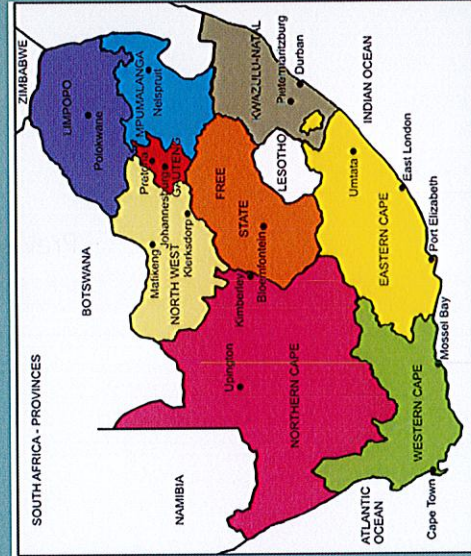 SOUTH AFRICA - PROVINCES
ZIMBABWE
BOTSWANA
NAMIBIA
LIMPOPO
Polokwane
MPUMALANGA
Nelspruit
Pretoria
Johannesburg
GAUTENG
Mafikeng
NORTH WEST
Klerksdorp
FREE
STATE
Bloemfontein
Kimberley
Upington
NORTHERN CAPE
KWAZULU-NATAL
Pietermaritzburg
Durban
LESOTHO
INDIAN OCEAN
Umtata
EASTERN CAPE
East London
Port Elizabeth
WESTERN CAPE
Mossel Bay
ATLANTIC
OCEAN
Cape Town